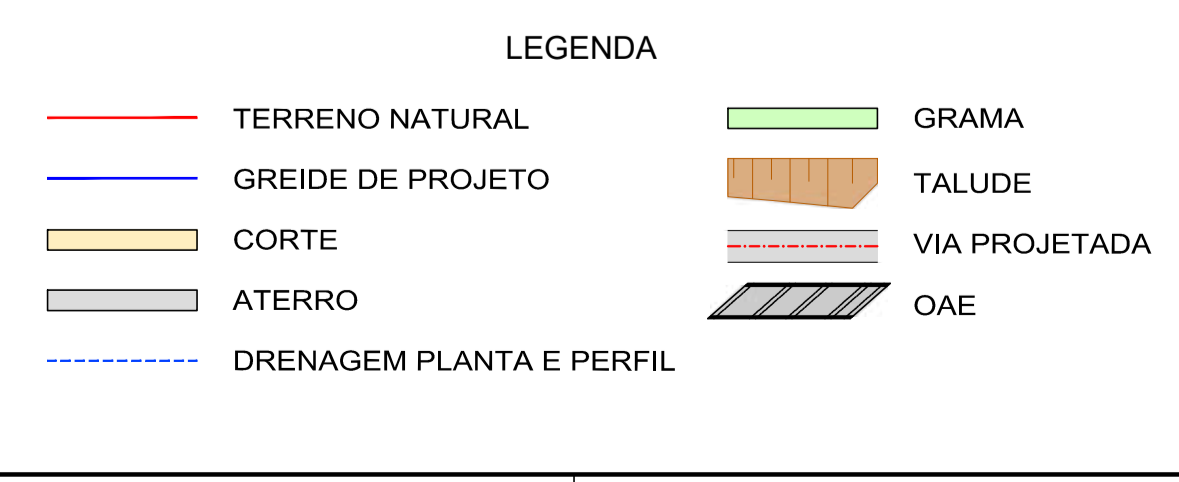 LEGENDA
TERRENO NATURAL
GREIDE DE PROJETO
CORTE
ATERRO
DRENAGEM PLANTA E PERFIL
GRAMA
TALUDE
VIA PROJETADA
OAE